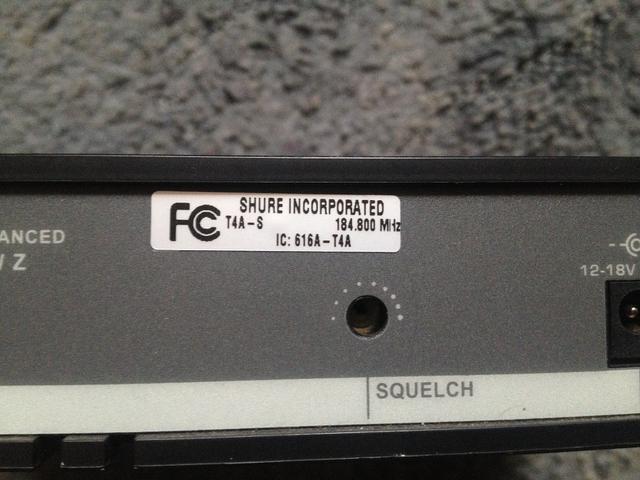 SHURE INCORPORATED
FC T4A-S 184.800 MHz
IC: 616A-T4A
ANCED
/ Z
12-18V
SQUELCH